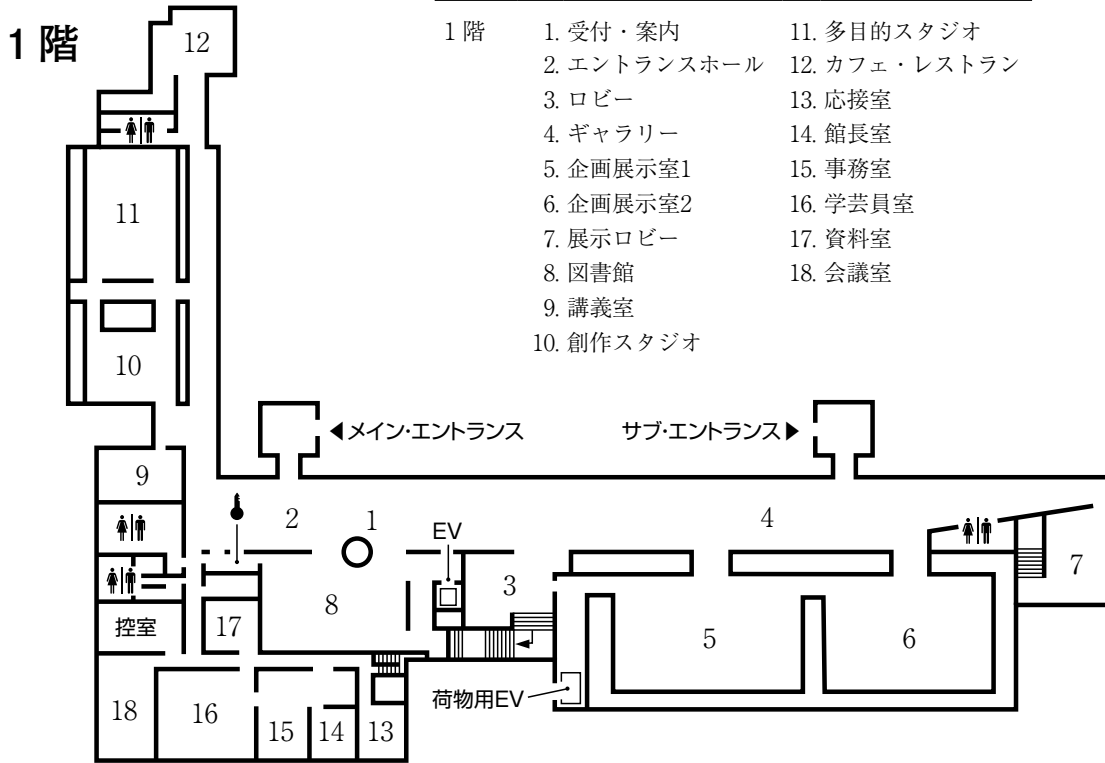 1階
1階
1. 受付・案内
2. エントランスホール
3. ロビー
4. ギャラリー
5. 企画展示室1
6. 企画展示室2
7. 展示ロビー
8. 図書館
9. 講義室
10. 創作スタジオ
11. 多目的スタジオ
12. カフェ・レストラン
13. 応接室
14. 館長室
15. 事務室
16. 学芸員室
17. 資料室
18. 会議室
12
11
10
◀メイン・エントランス
サブ・エントランス▶
9
2
1
EV
4
3
7
8
5
6
控室
17
荷物用EV
18
16
15
14
13